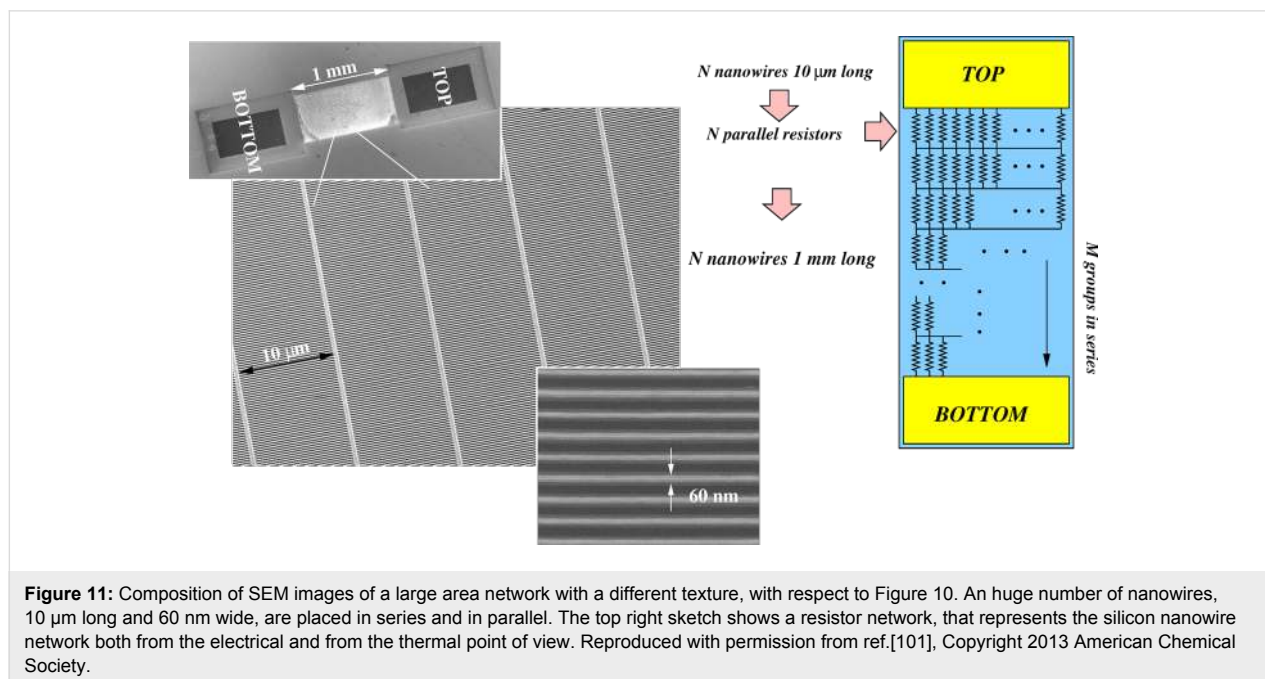 1 mm
BOTTOM
TOP
10 µm
60 nm
N nanowires 10 µm long
N parallel resistors
N nanowires 1 mm long
TOP
M groups in series
BOTTOM
Figure 11: Composition of SEM images of a large area network with a different texture, with respect to Figure 10. An huge number of nanowires,
10 µm long and 60 nm wide, are placed in series and in parallel. The top right sketch shows a resistor network, that represents the silicon nanowire
network both from the electrical and from the thermal point of view. Reproduced with permission from ref.[101], Copyright 2013 American Chemical
Society.